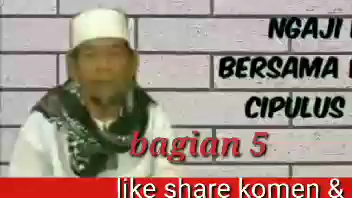 NGAJI
BERSAMA
CIPULUS
bagian 5
like share komen &